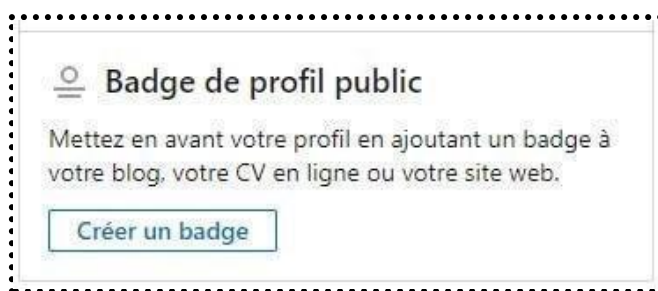 Badge de profil public
Mettez en avant votre profil en ajoutant un badge à
votre blog, votre CV en ligne ou votre site web.
Créer un badge